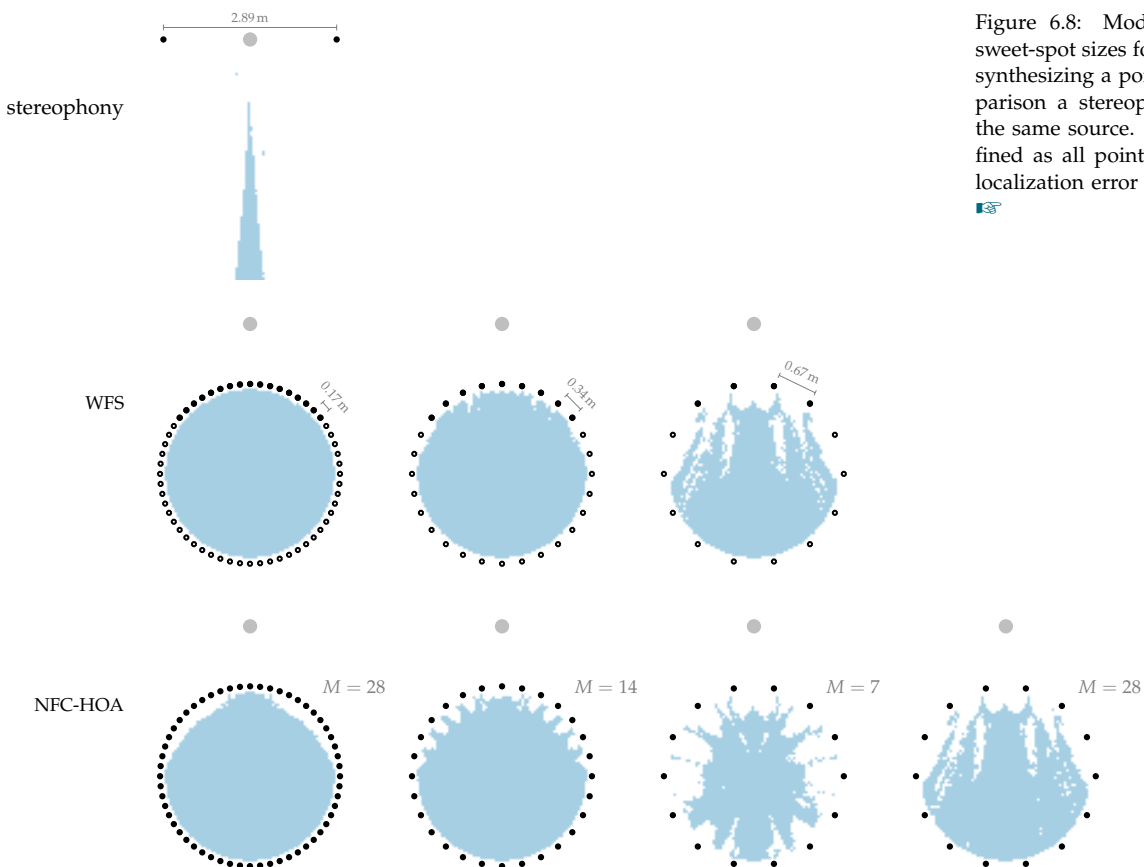 2.89 m
stereophony
Figure 6.8: Mod
sweet-spot sizes fo
synthesizing a poi
parison a stereop
the same source.
fined as all point
localization error
☞
WFS
0.17 m
0.34 m
0.67 m
NFC-HOA
M = 28
M = 14
M = 7
M = 28